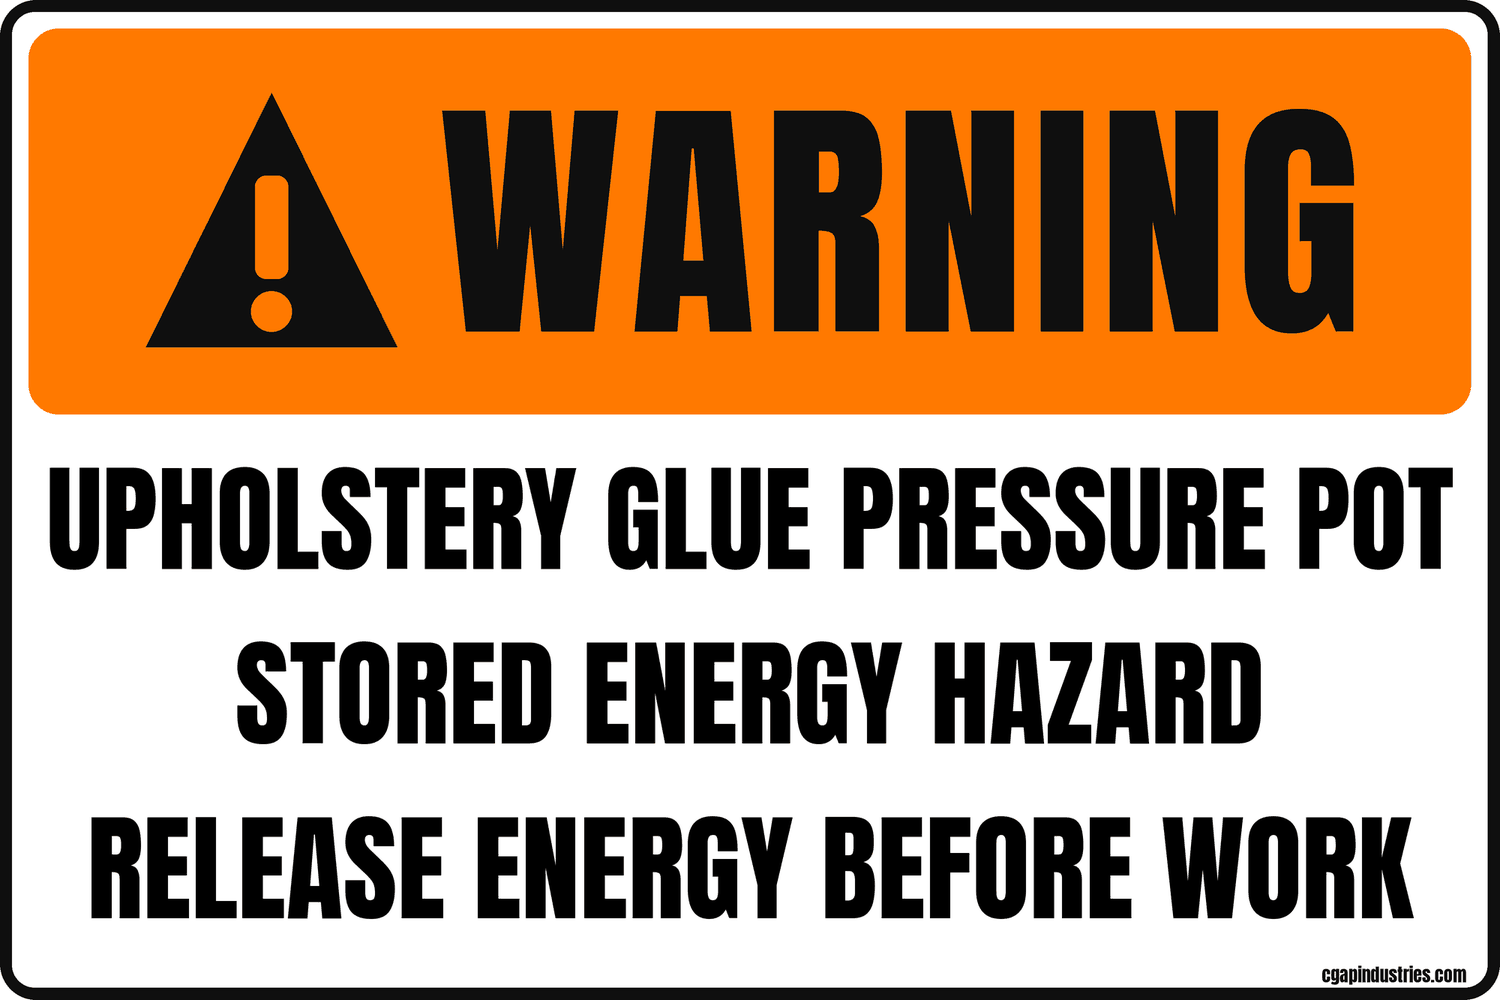 WARNING
UPHOLSTERY GLUE PRESSURE POT
STORED ENERGY HAZARD
RELEASE ENERGY BEFORE WORK
cgapindustries.com